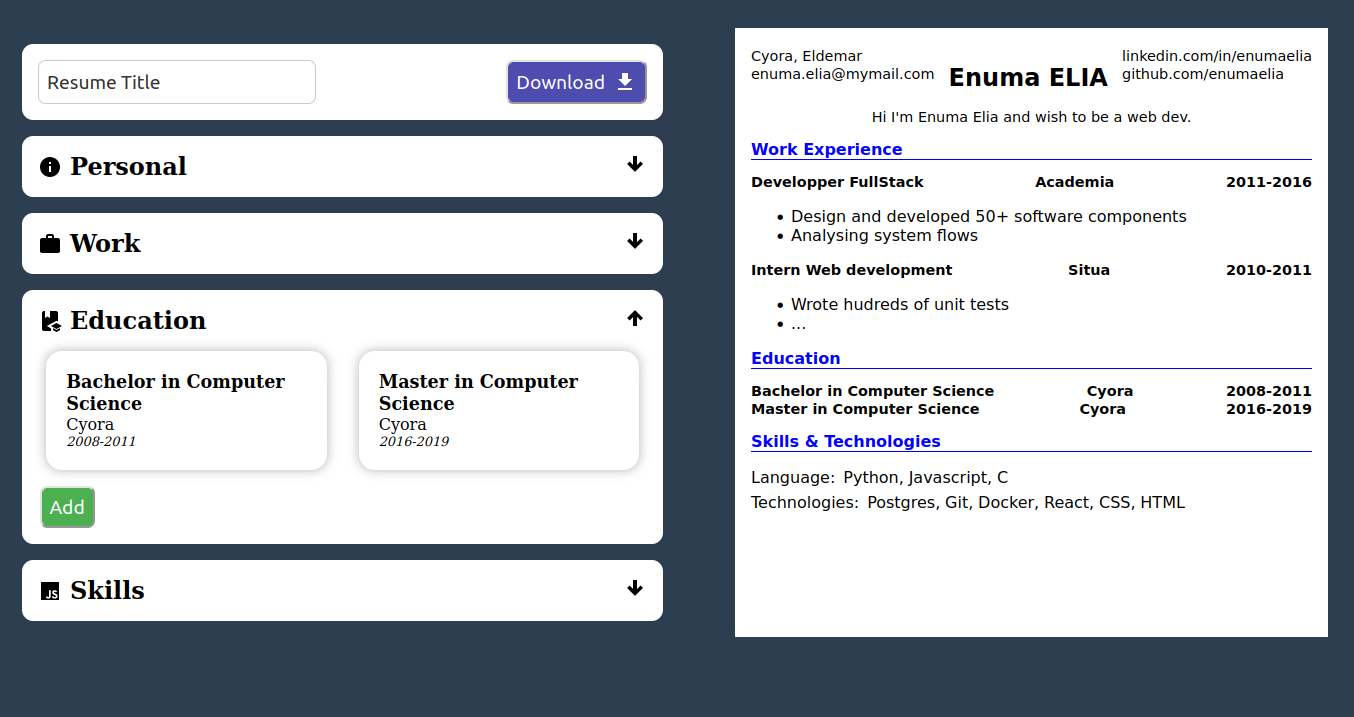 Resume Title
Download
Personal
Work
Education
Bachelor in Computer
Science
Cyora
2008-2011
Master in Computer
Science
Cyora
2016-2019
Add
JS
Skills
Cyora, Eldemar
enuma.elia@mymail.com
Enuma ELIA
linkedin.com/in/enumaelia
github.com/enumaelia
Hi I'm Enuma Elia and wish to be a web dev.
Work Experience
Developper FullStack Academia 2011-2016
• Design and developed 50+ software components
• Analysing system flows
Intern Web development Situa 2010-2011
• Wrote hudreds of unit tests
• ...
Education
Bachelor in Computer Science Cyora 2008-2011
Master in Computer Science Cyora 2016-2019
Skills & Technologies
Language: Python, Javascript, C
Technologies: Postgres, Git, Docker, React, CSS, HTML